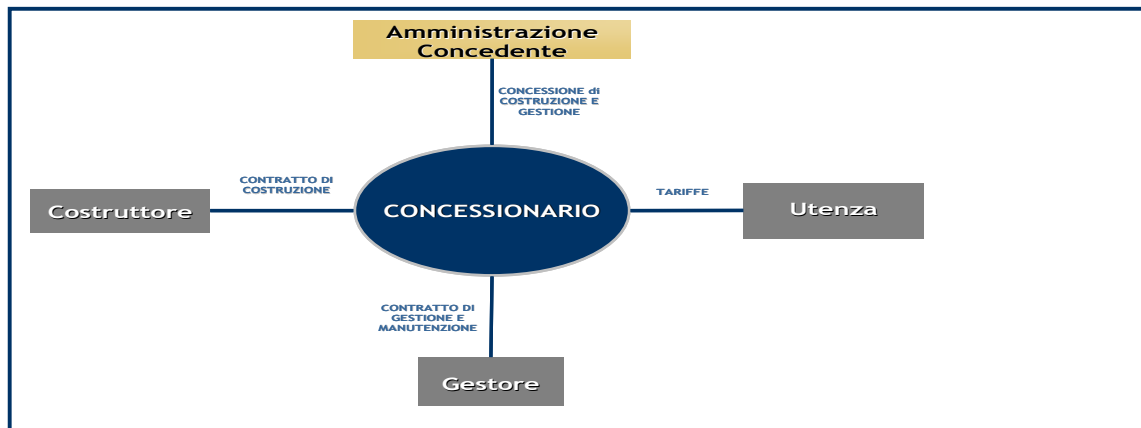 Amministrazione
Concedente
CONCESSIONE di
COSTRUZIONE E
GESTIONE
CONTRATTO DI
COSTRUZIONE
TARIFFE
Costruttore
CONCESSIONARIO
Utenza
CONTRATTO DI
GESTIONE E
MANUTENZIONE
Gestore